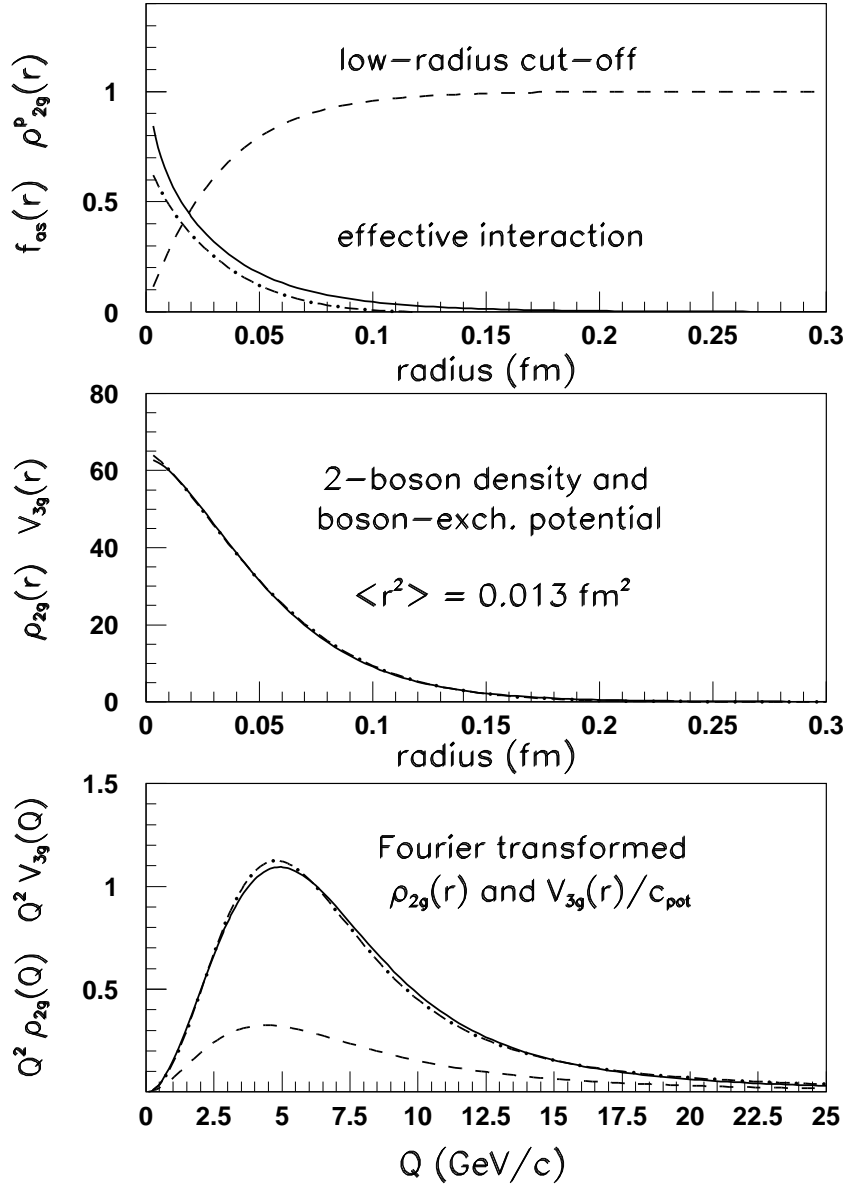 f_as(r) ρ^p_2g(r)
1
0.5
0
low-radius cut-off
effective interaction
0 0.05 0.1 0.15 0.2 0.25 0.3
radius (fm)
ρ_2g(r) V_3g(r)
80
60
40
20
0
2-boson density and
boson-exch. potential
<r²> = 0.013 fm²
0 0.05 0.1 0.15 0.2 0.25 0.3
radius (fm)
Q² ρ_2g(Q) Q² V_3g(Q)
1.5
1
0.5
Fourier transformed
ρ_2g(r) and V_3g(r)/c_pot
0 2.5 5 7.5 10 12.5 15 17.5 20 22.5 25
Q (GeV/c)